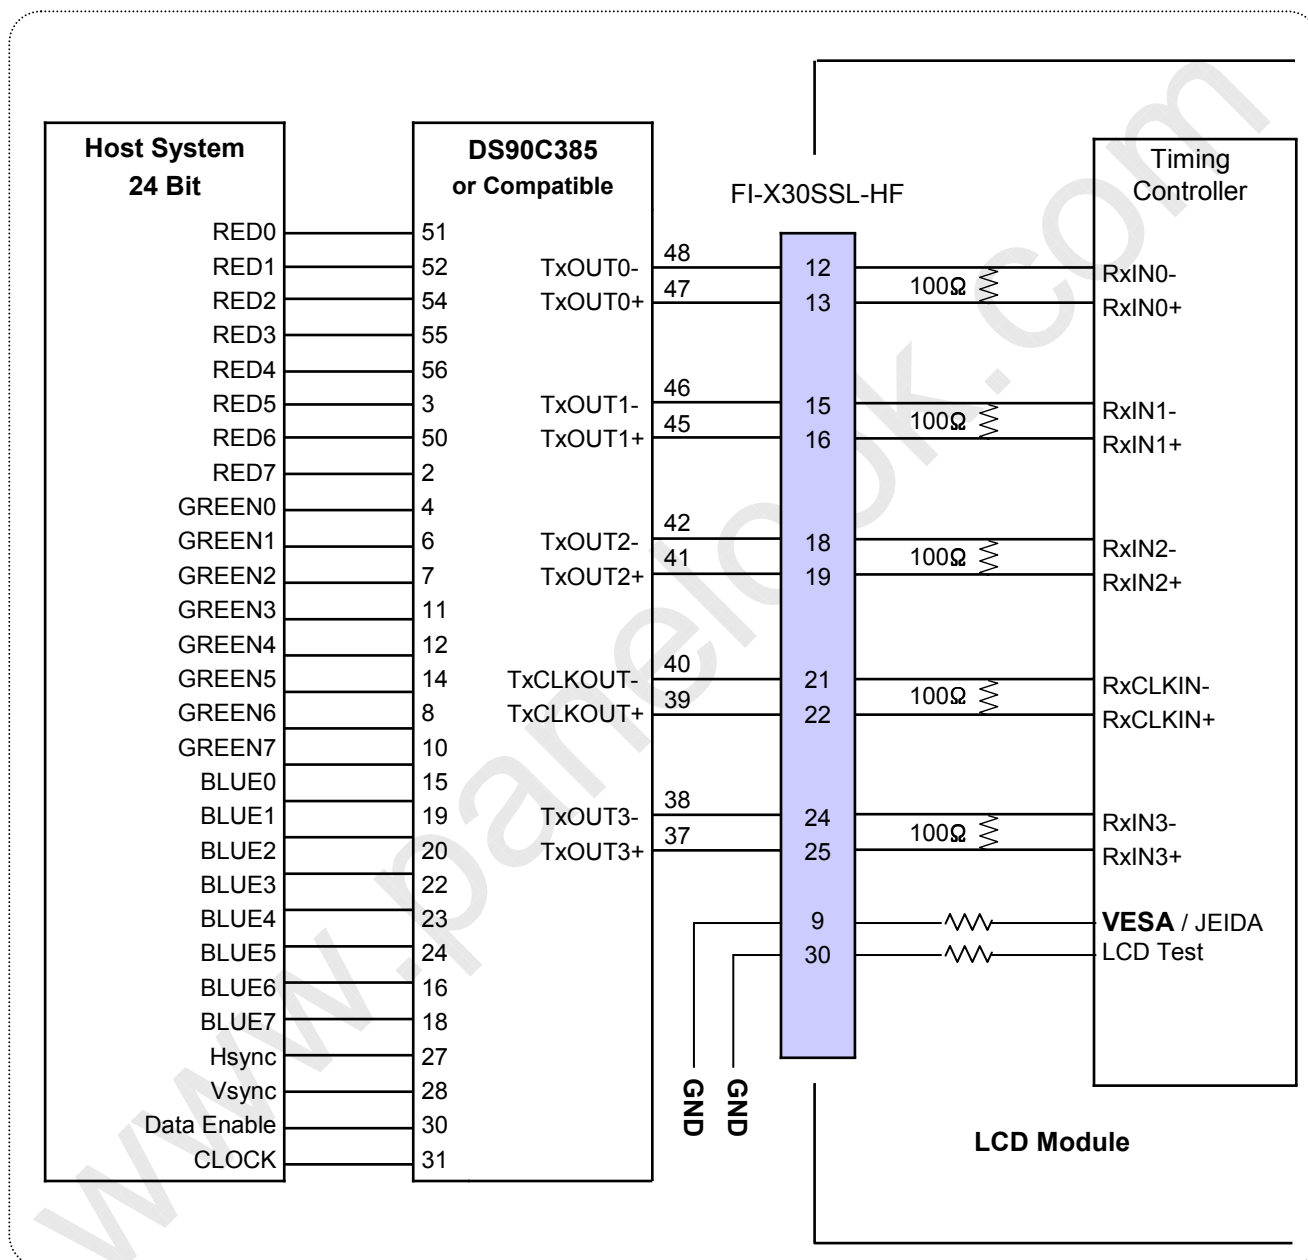 Host System
24 Bit
RED0
RED1
RED2
RED3
RED4
RED5
RED6
RED7
GREEN0
GREEN1
GREEN2
GREEN3
GREEN4
GREEN5
GREEN6
GREEN7
BLUE0
BLUE1
BLUE2
BLUE3
BLUE4
BLUE5
BLUE6
BLUE7
Hsync
Vsync
Data Enable
CLOCK
DS90C385
or Compatible
51
52
54
55
56
3
50
2
4
6
7
11
12
14
8
10
15
19
20
22
23
24
16
18
27
28
30
31
TxOUT0-
TxOUT0+
TxOUT1-
TxOUT1+
TxOUT2-
TxOUT2+
TxCLKOUT-
TxCLKOUT+
TxOUT3-
TxOUT3+
48
47
46
45
42
41
40
39
38
37
GND
GND
FI-X30SSL-HF
12
13
15
16
18
19
21
22
24
25
9
30
100Ω
100Ω
100Ω
100Ω
100Ω
Timing
Controller
RxIN0-
RxIN0+
RxIN1-
RxIN1+
RxIN2-
RxIN2+
RxCLKIN-
RxCLKIN+
RxIN3-
RxIN3+
VESA / JEIDA
LCD Test
LCD Module
www.panelook.com